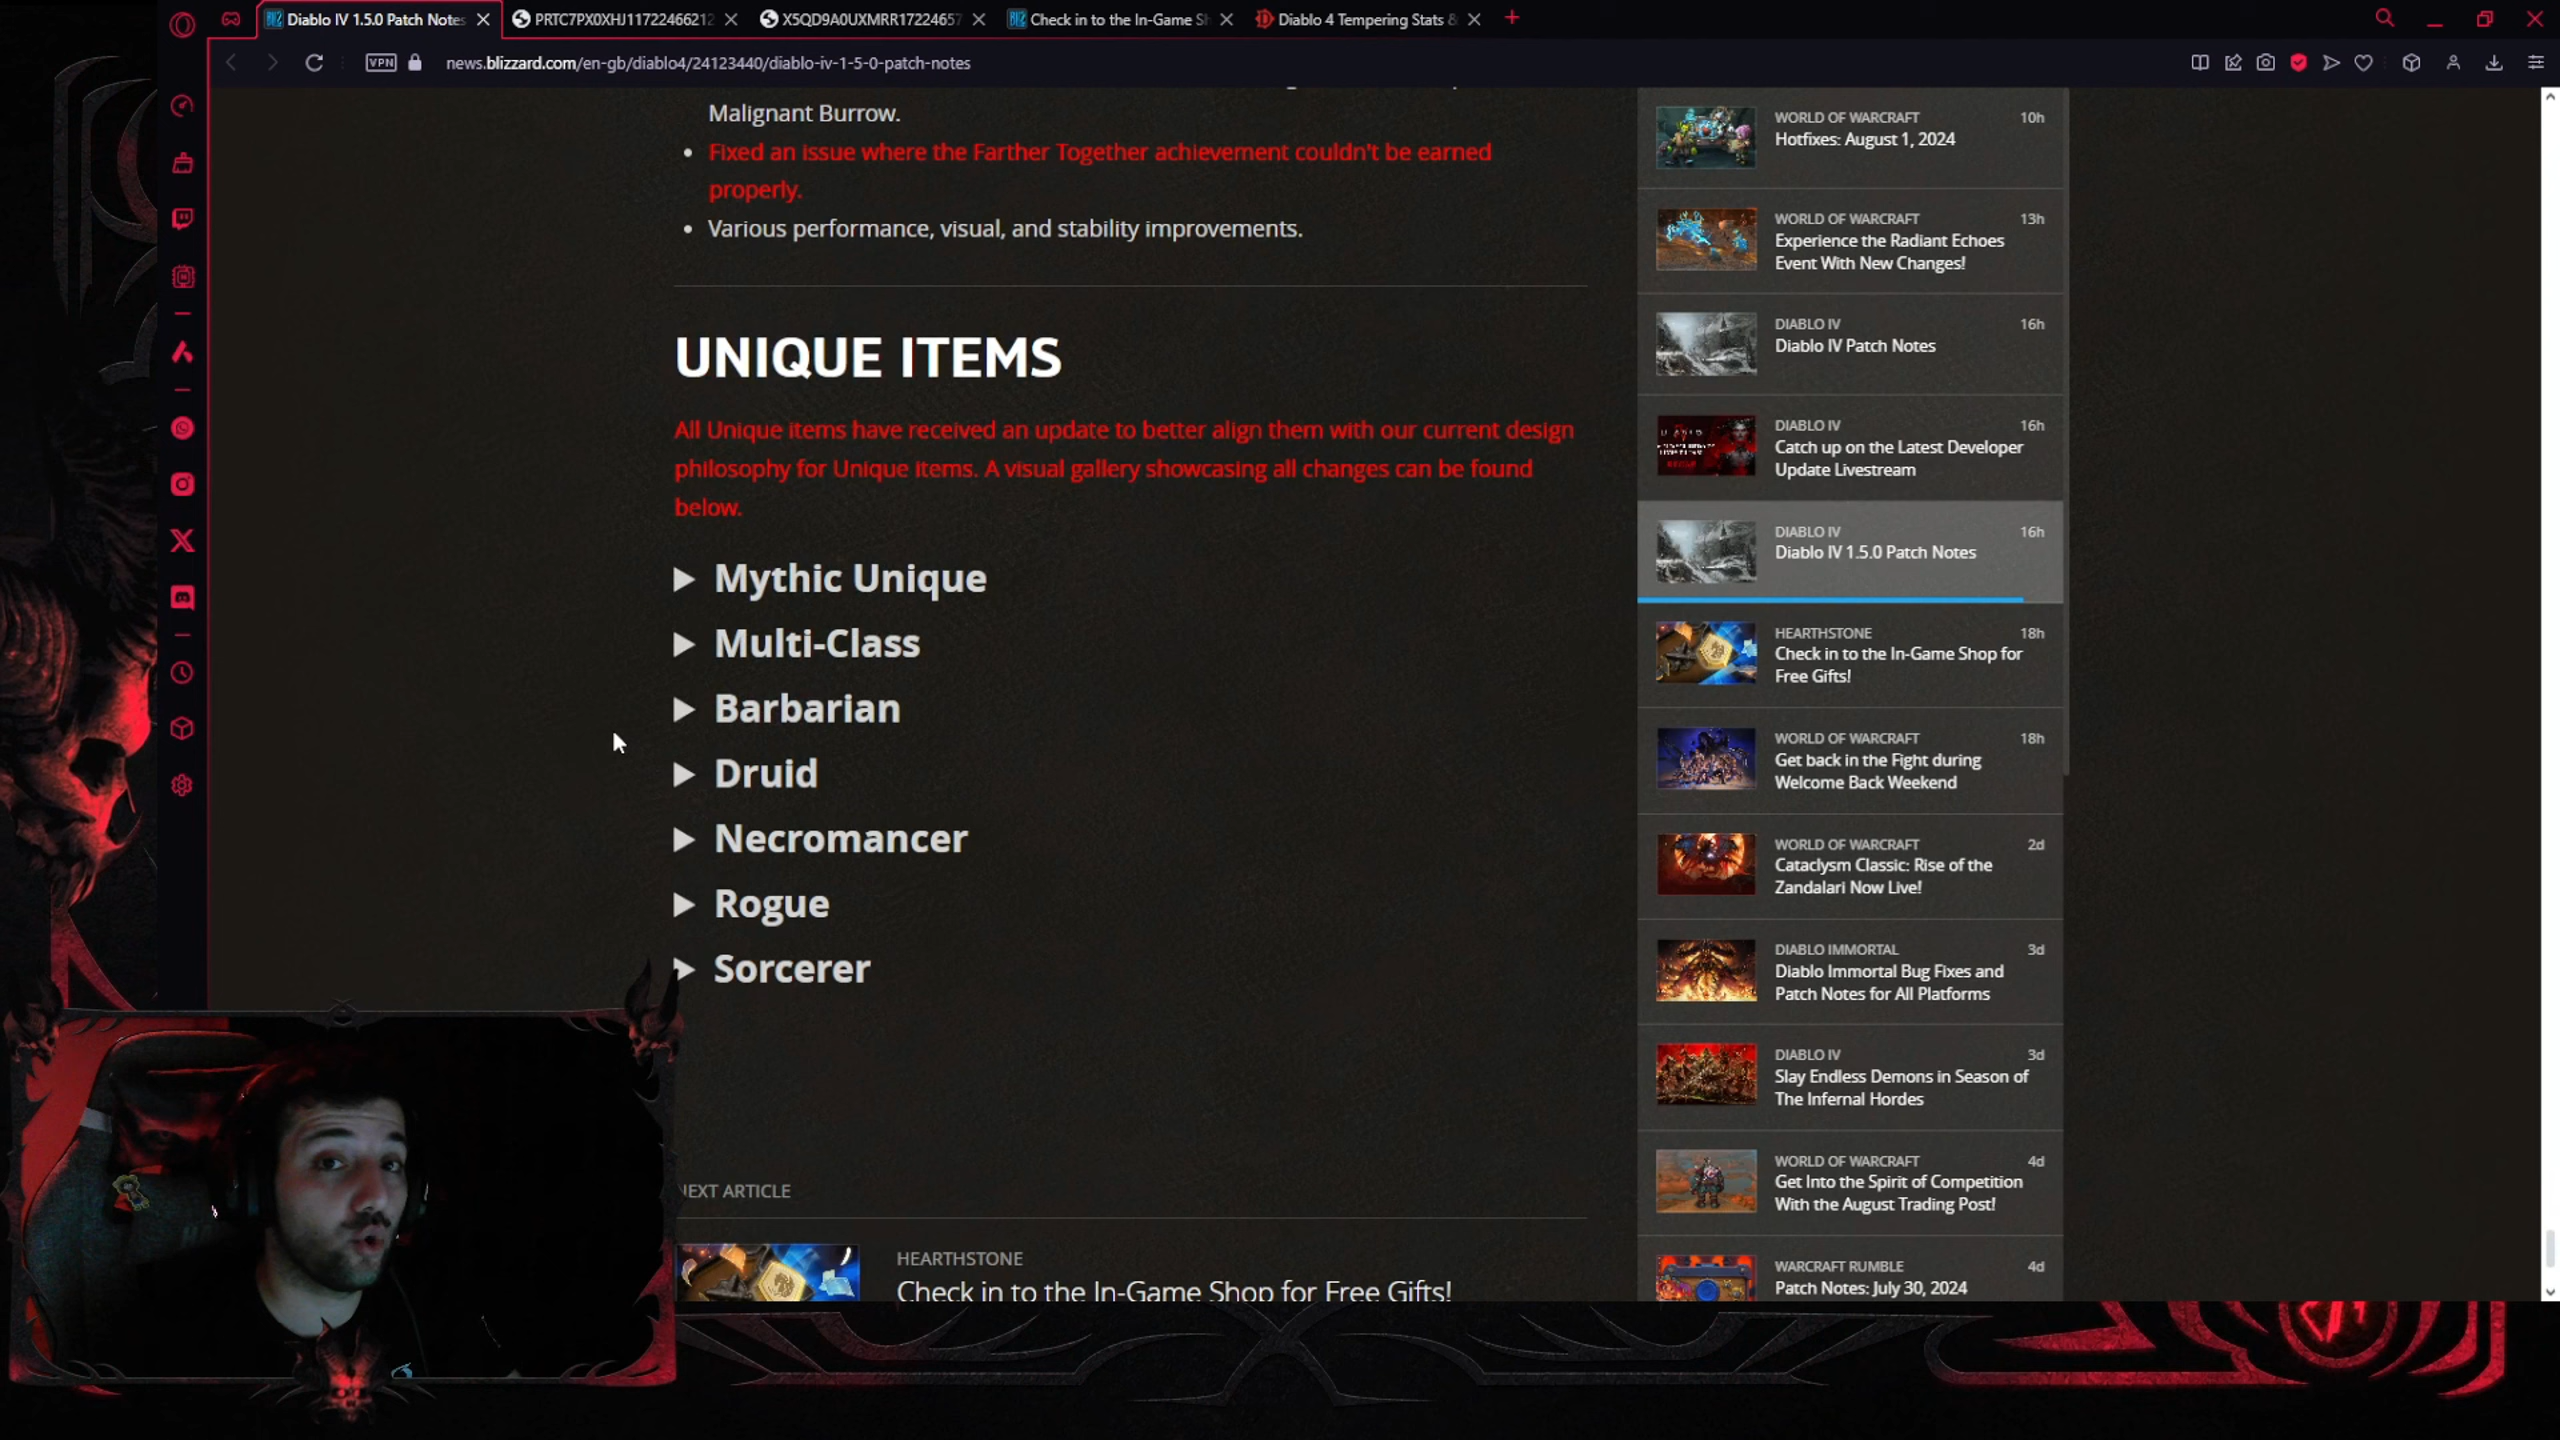 Diablo IV 1.5.0 Patch Notes
PRTC7PX0XHJ11722466212
X5QD9A0UXMRR17224657
Check in to the In-Game Sh
Diablo 4 Tempering Stats &
VPN
news.blizzard.com/en-gb/diablo4/24123440/diablo-iv-1-5-0-patch-notes
Malignant Burrow.
Fixed an issue where the Farther Together achievement couldn't be earned
properly.
Various performance, visual, and stability improvements.
UNIQUE ITEMS
All Unique items have received an update to better align them with our current design
philosophy for Unique items. A visual gallery showcasing all changes can be found
below.
Mythic Unique
Multi-Class
Barbarian
Druid
Necromancer
Rogue
Sorcerer
NEXT ARTICLE
HEARTHSTONE
Check in to the In-Game Shop for Free Gifts!
WORLD OF WARCRAFT 10h
Hotfixes: August 1, 2024
WORLD OF WARCRAFT 13h
Experience the Radiant Echoes
Event With New Changes!
DIABLO IV 16h
Diablo IV Patch Notes
DIABLO IV 16h
Catch up on the Latest Developer
Update Livestream
DIABLO IV 16h
Diablo IV 1.5.0 Patch Notes
HEARTHSTONE 18h
Check in to the In-Game Shop for
Free Gifts!
WORLD OF WARCRAFT 18h
Get back in the Fight during
Welcome Back Weekend
WORLD OF WARCRAFT 2d
Cataclysm Classic: Rise of the
Zandalari Now Live!
DIABLO IMMORTAL 3d
Diablo Immortal Bug Fixes and
Patch Notes for All Platforms
DIABLO IV 3d
Slay Endless Demons in Season of
The Infernal Hordes
WORLD OF WARCRAFT 4d
Get Into the Spirit of Competition
With the August Trading Post!
WARCRAFT RUMBLE 4d
Patch Notes: July 30, 2024